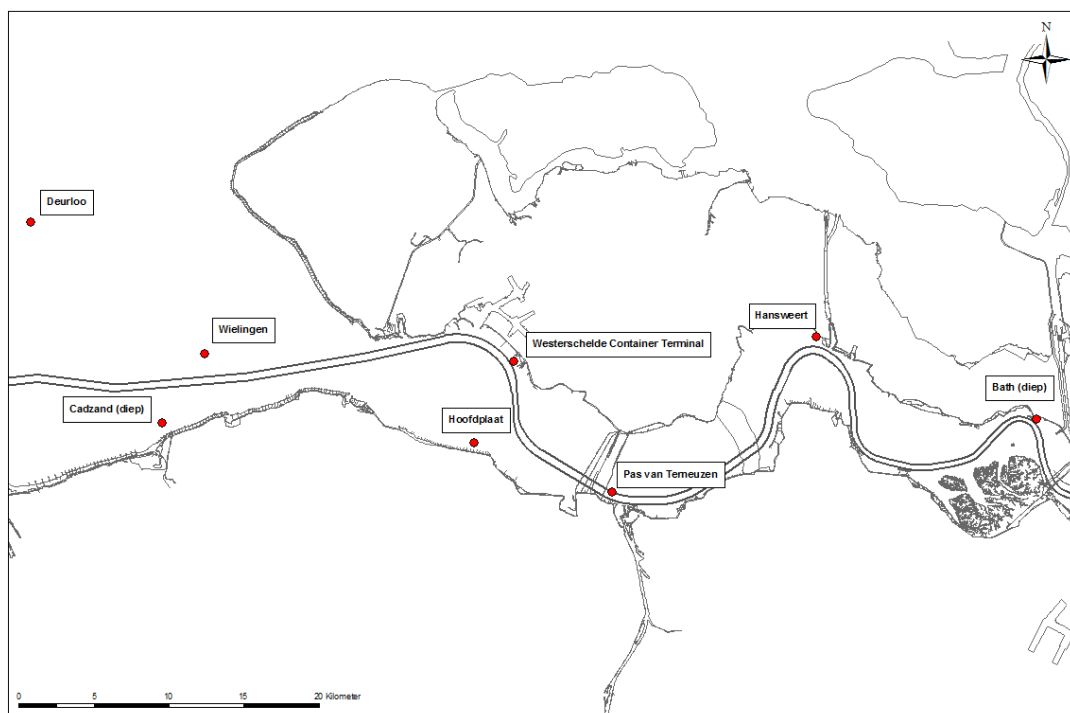 N
Deurloo
Wielingen
Hansweert
Westerschelde Container Terminal
Bath (diep)
Cadzand (diep)
Hoofdplaat
Pas van Terneuzen
0 5 10 15 20 Kilometer